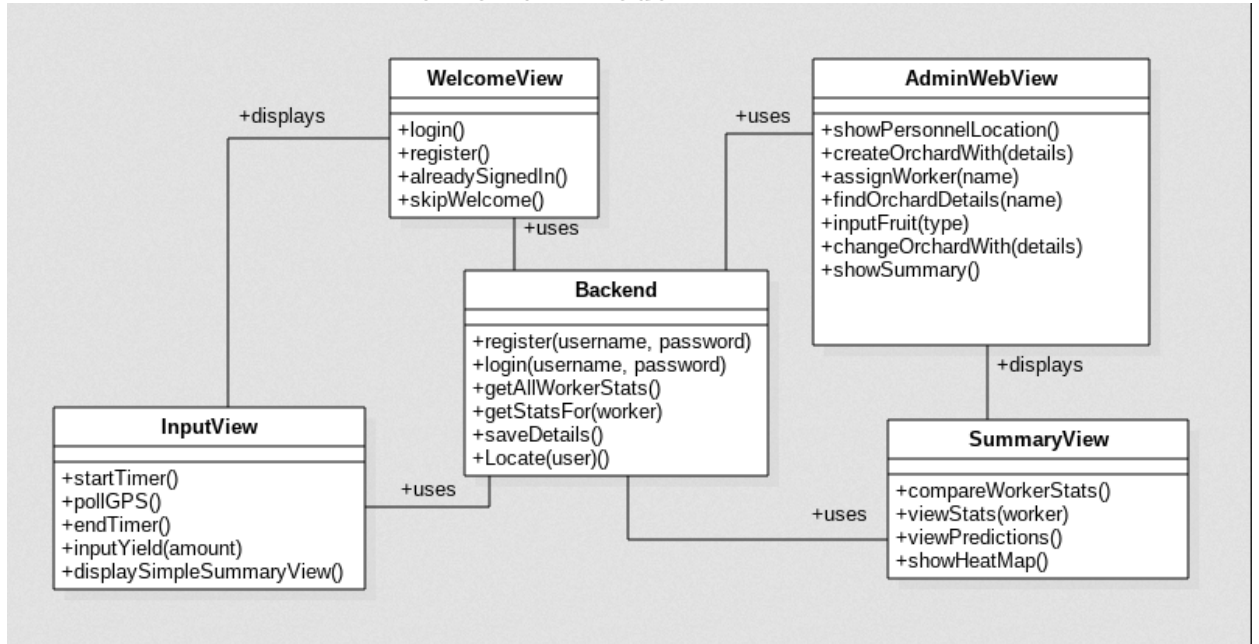 WelcomeView
+login()
+register()
+alreadySignedIn()
+skipWelcome()
AdminWebView
+showPersonnelLocation()
+createOrchardWith(details)
+assignWorker(name)
+findOrchardDetails(name)
+inputFruit(type)
+changeOrchardWith(details)
+showSummary()
+displays
+uses
+uses
Backend
+register(username, password)
+login(username, password)
+getAllWorkerStats()
+getStatsFor(worker)
+saveDetails()
+Locate(user)()
+displays
InputView
+startTimer()
+pollGPS()
+endTimer()
+inputYield(amount)
+displaySimpleSummaryView()
+uses
+uses
SummaryView
+compareWorkerStats()
+viewStats(worker)
+viewPredictions()
+showHeatMap()